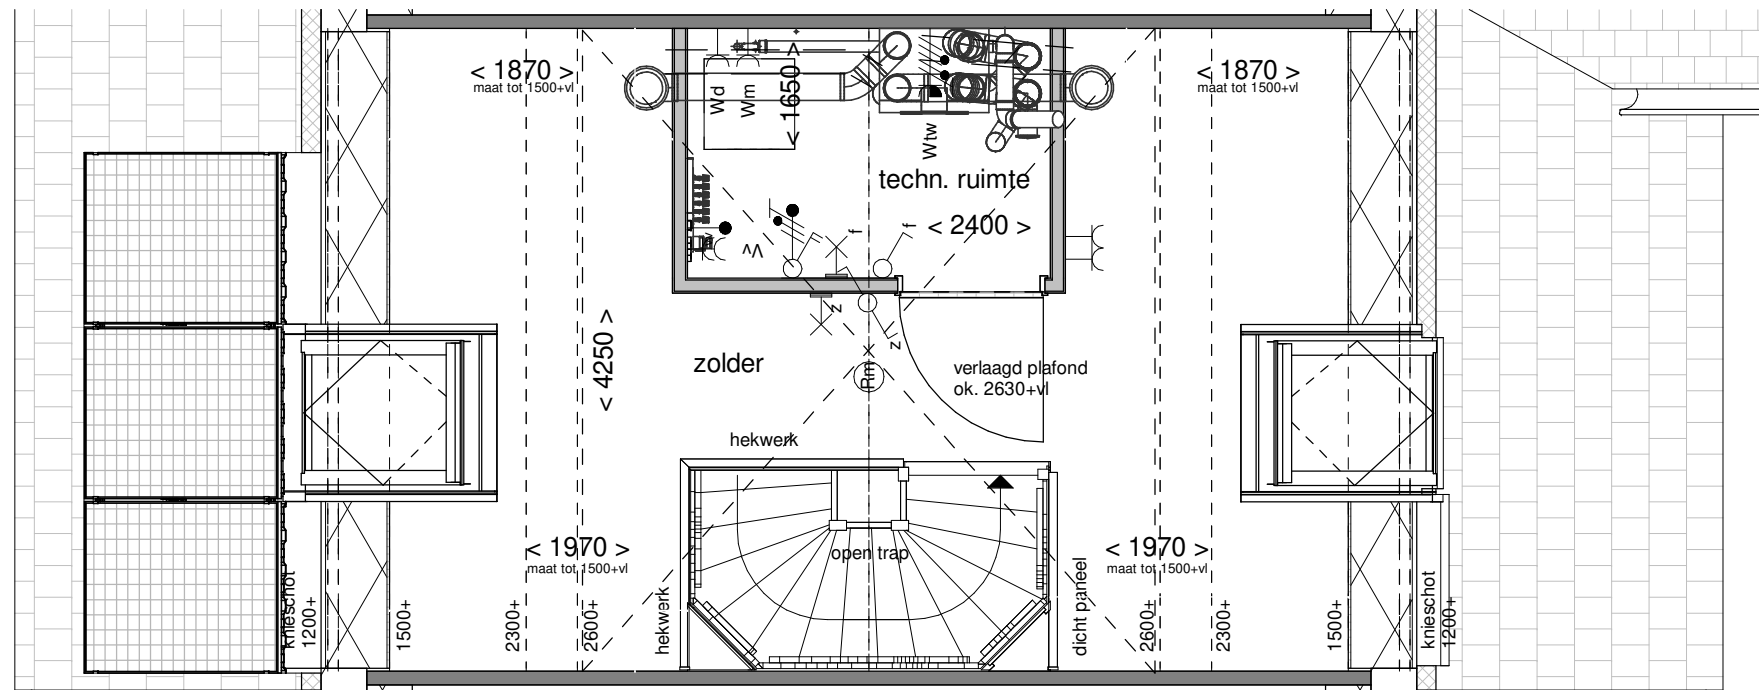 < 1870 >
maat tot 1500+vl
Wd
Wm
< 1650 >
Wtw
< 1870 >
maat tot 1500+vl
techn. ruimte
< 2400 >
f
f
z
z
< 4250 >
zolder
Rm
verlaagd plafond
ok. 2630+vl
hekwerk
open trap
< 1970 >
maat tot 1500+vl
< 1970 >
maat tot 1500+vl
knieschot
1200+
1500+
2300+
2600+
hekwerk
dicht paneel
2600+
2300+
1500+
knieschot
1200+